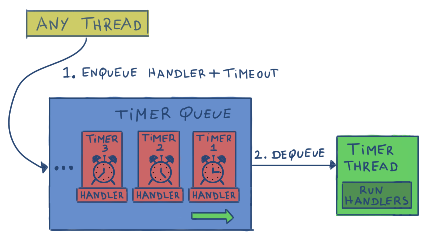 ANY THREAD
1. ENQUEUE HANDLER + TIMEOUT
TIMER QUEUE
TIMER 3
HANDLER
TIMER 2
HANDLER
TIMER 1
HANDLER
...
2. DEQUEUE
TIMER
THREAD
RUN
HANDLERS